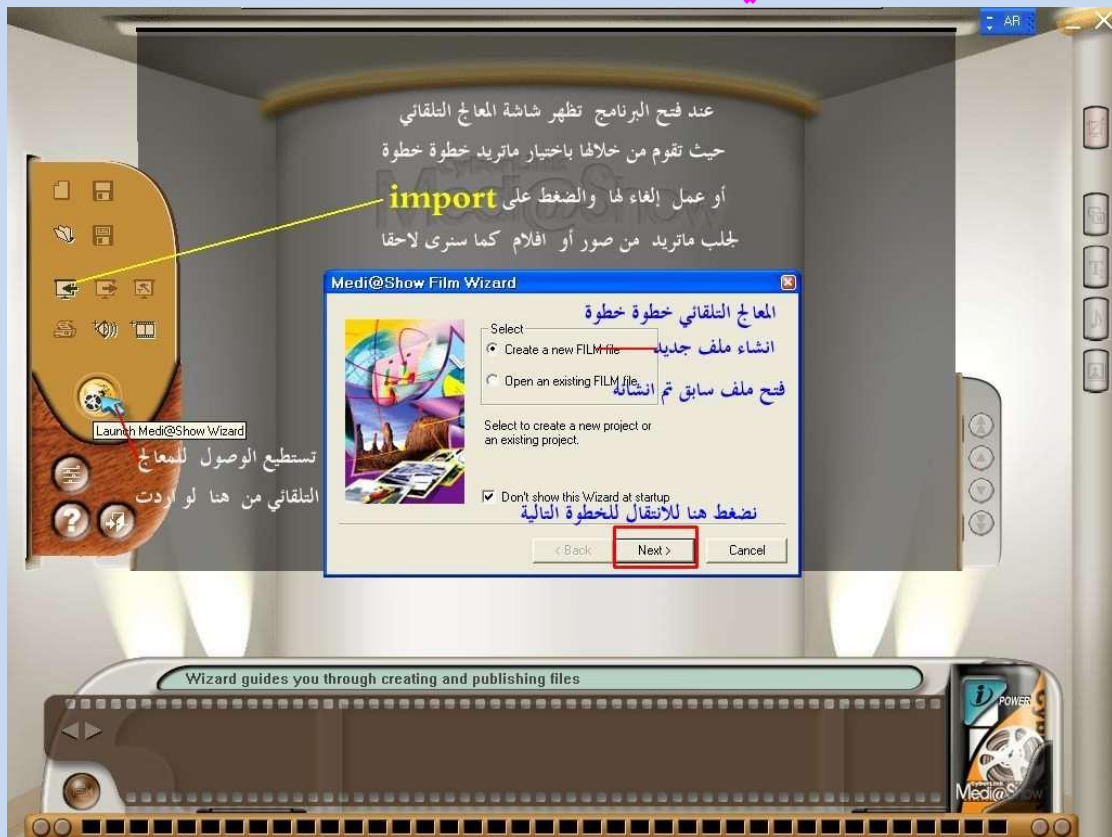 AR
عند فتح البرنامج تظهر شاشة المعالج التلقائي
حيث تقوم من خلالها باختيار ماتريد خطوة خطوة
أو عمل إلغاء لها والضغط على import
لجلب ماتريد من صور أو افلام كما سنرى لاحقا
CyberLink
Medi@Show
Medi@Show Film Wizard
المعالج التلقائي خطوة خطوة
Select
Create a new FILM file
انشاء ملف جديد
Open an existing FILM file
فتح ملف سابق تم انشائه
Select to create a new project or
an existing project.
Launch Medi@Show Wizard
تستطيع الوصول للمعالج
التلقائي من هنا لو اردت
Don't show this Wizard at startup
نضغط هنا للانتقال للخطوة التالية
< Back
Next >
Cancel
Wizard guides you through creating and publishing files
i POWER
CyberLink
Medi@Show